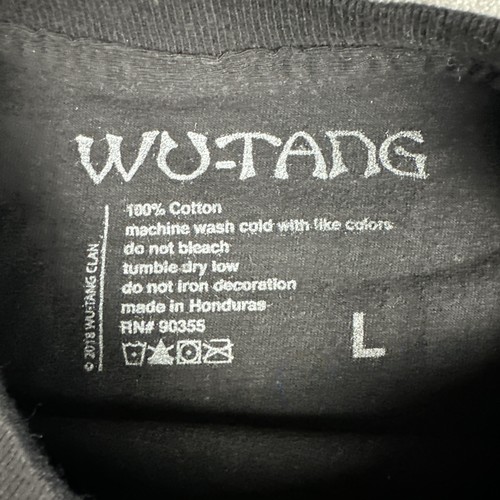 WU-TANG
100% Cotton
machine wash cold with like colors
do not bleach
tumble dry low
do not iron decoration
made in Honduras
RN# 90355
L
© 2018 WU-TANG CLAN